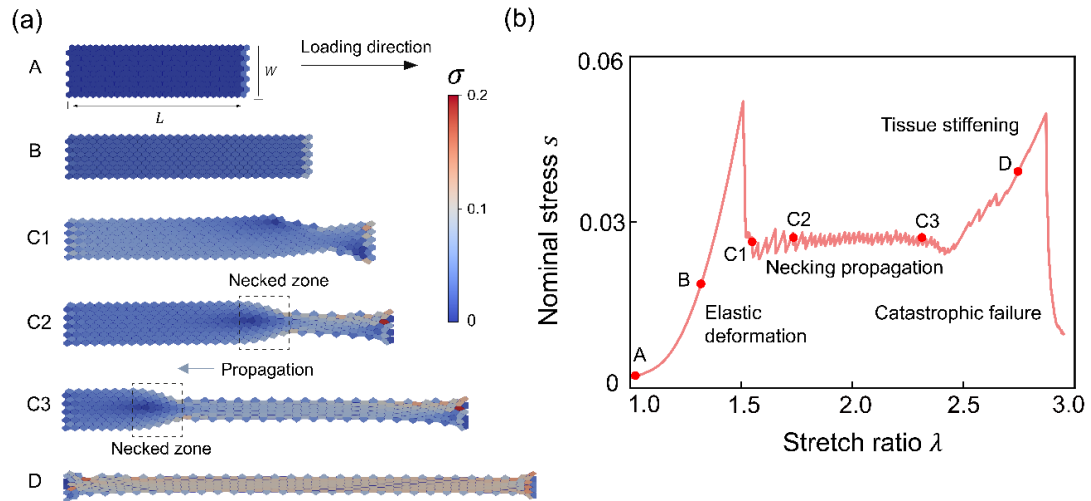 (a)
A
W
L
Loading direction
σ
0.2
0.1
0
B
C1
Necked zone
C2
Propagation
C3
Necked zone
D
(b)
Nominal stress s
0.06
0.03
0
Tissue stiffening
D
C2
C3
C1
Necking propagation
B
Elastic
deformation
Catastrophic failure
A
1.0
1.5
2.0
2.5
3.0
Stretch ratio λ